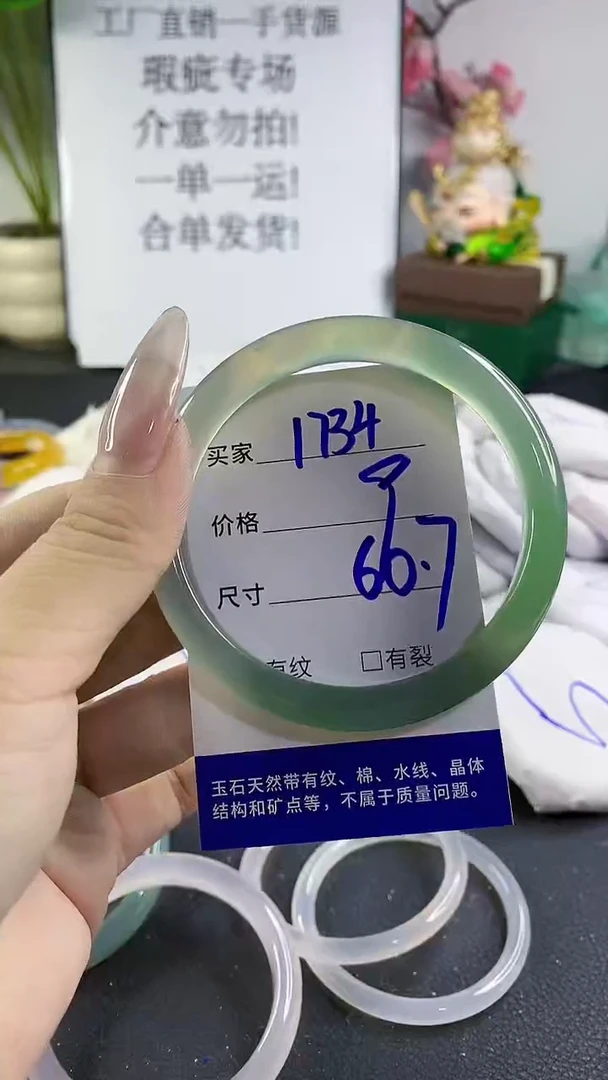 工厂直销一手货源
瑕疵专场
介意勿拍!
一单一运!
合单发货!
买家 1734
价格
尺寸 60.7
有纹 □有裂
玉石天然带有纹、棉、水线、晶体
结构和矿点等，不属于质量问题。